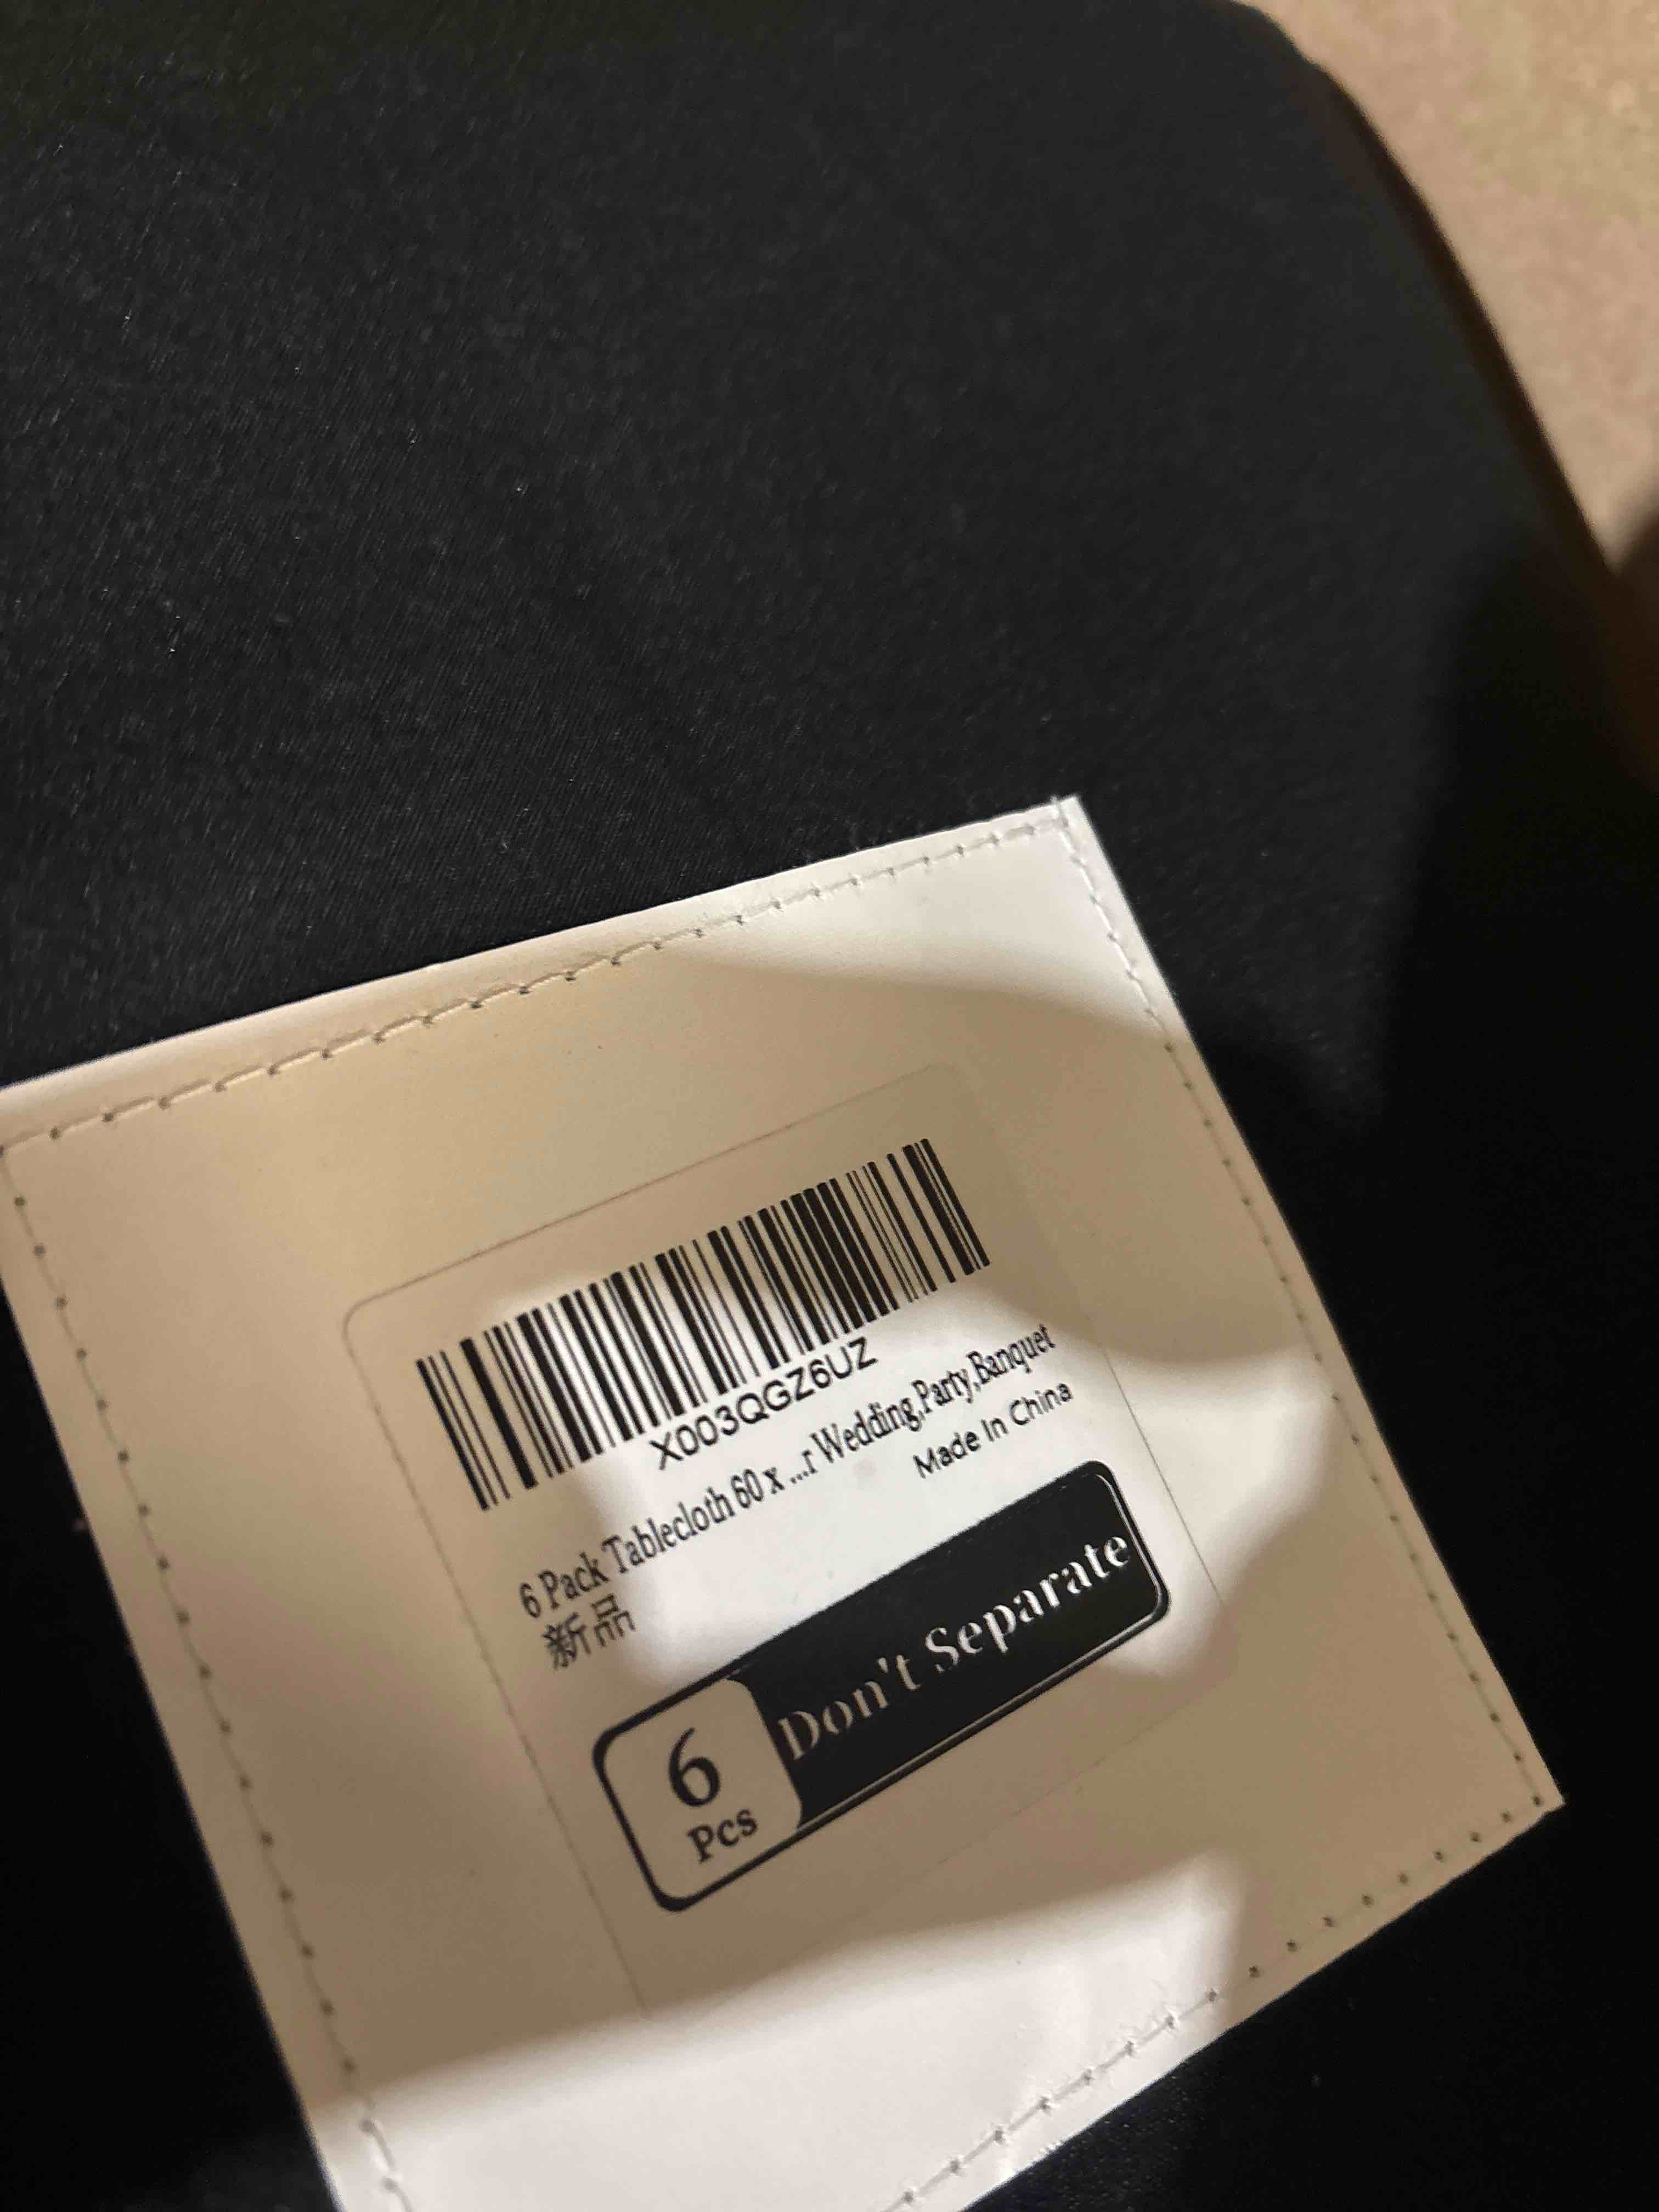 X003QGZ6UZ
6 Pack Tablecloth 60 x ...r Wedding,Party,Banquet
新品
Made In China
6
Pcs
Don't Separate